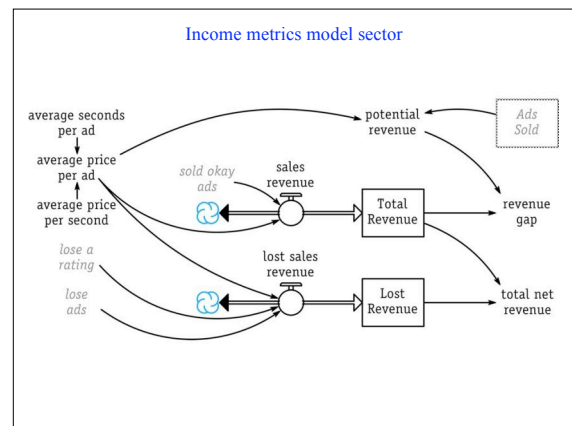 Income metrics model sector
average seconds
per ad
potential
revenue
Ads
Sold
average price
per ad
sold okay
ads
sales
revenue
average price
per second
Total
Revenue
revenue
gap
lose a
rating
lost sales
revenue
lose
ads
Lost
Revenue
total net
revenue